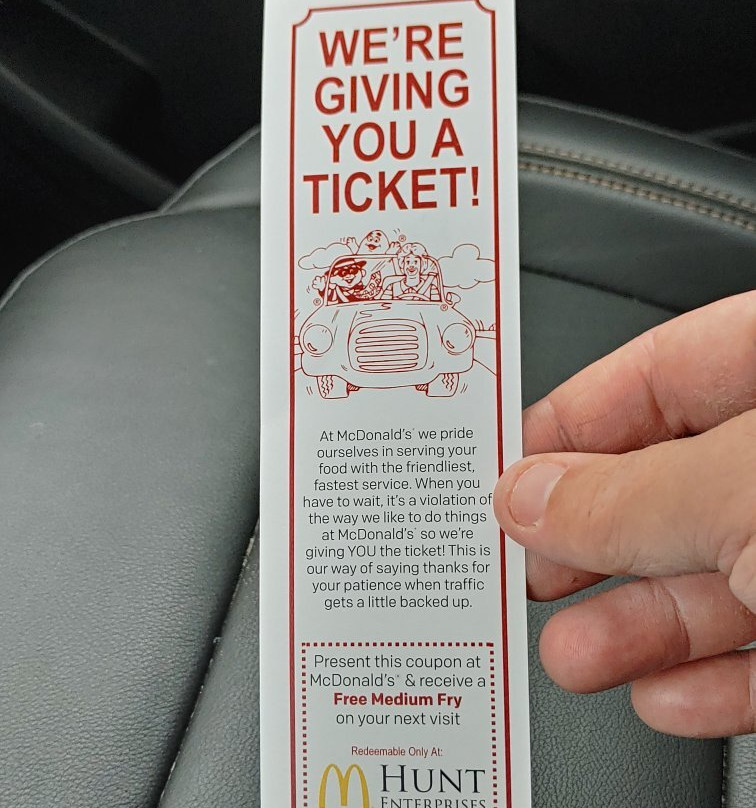 WE'RE
GIVING
YOU A
TICKET!
At McDonald's® we pride
ourselves in serving your
food with the friendliest,
fastest service. When you
have to wait, it's a violation of
the way we like to do things
at McDonald's® so we're
giving YOU the ticket! This is
our way of saying thanks for
your patience when traffic
gets a little backed up.
Present this coupon at
McDonald's® & receive a
Free Medium Fry
on your next visit
Redeemable Only At:
HUNT
ENTERPRISES